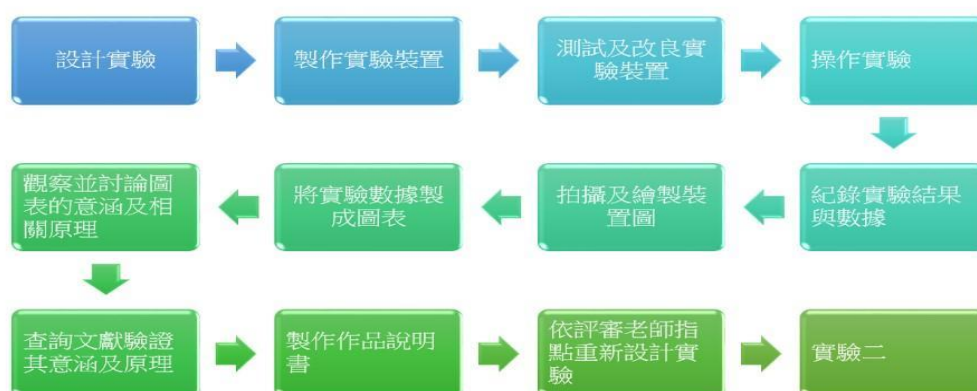 設計實驗
製作實驗裝置
測試及改良實
驗裝置
操作實驗
紀錄實驗結果
與數據
拍攝及繪製裝
置圖
將實驗數據製
成圖表
觀察並討論圖
表的意涵及相
關原理
查詢文獻驗證
其意涵及原理
製作作品說明
書
依評審老師指
點重新設計實
驗
實驗二